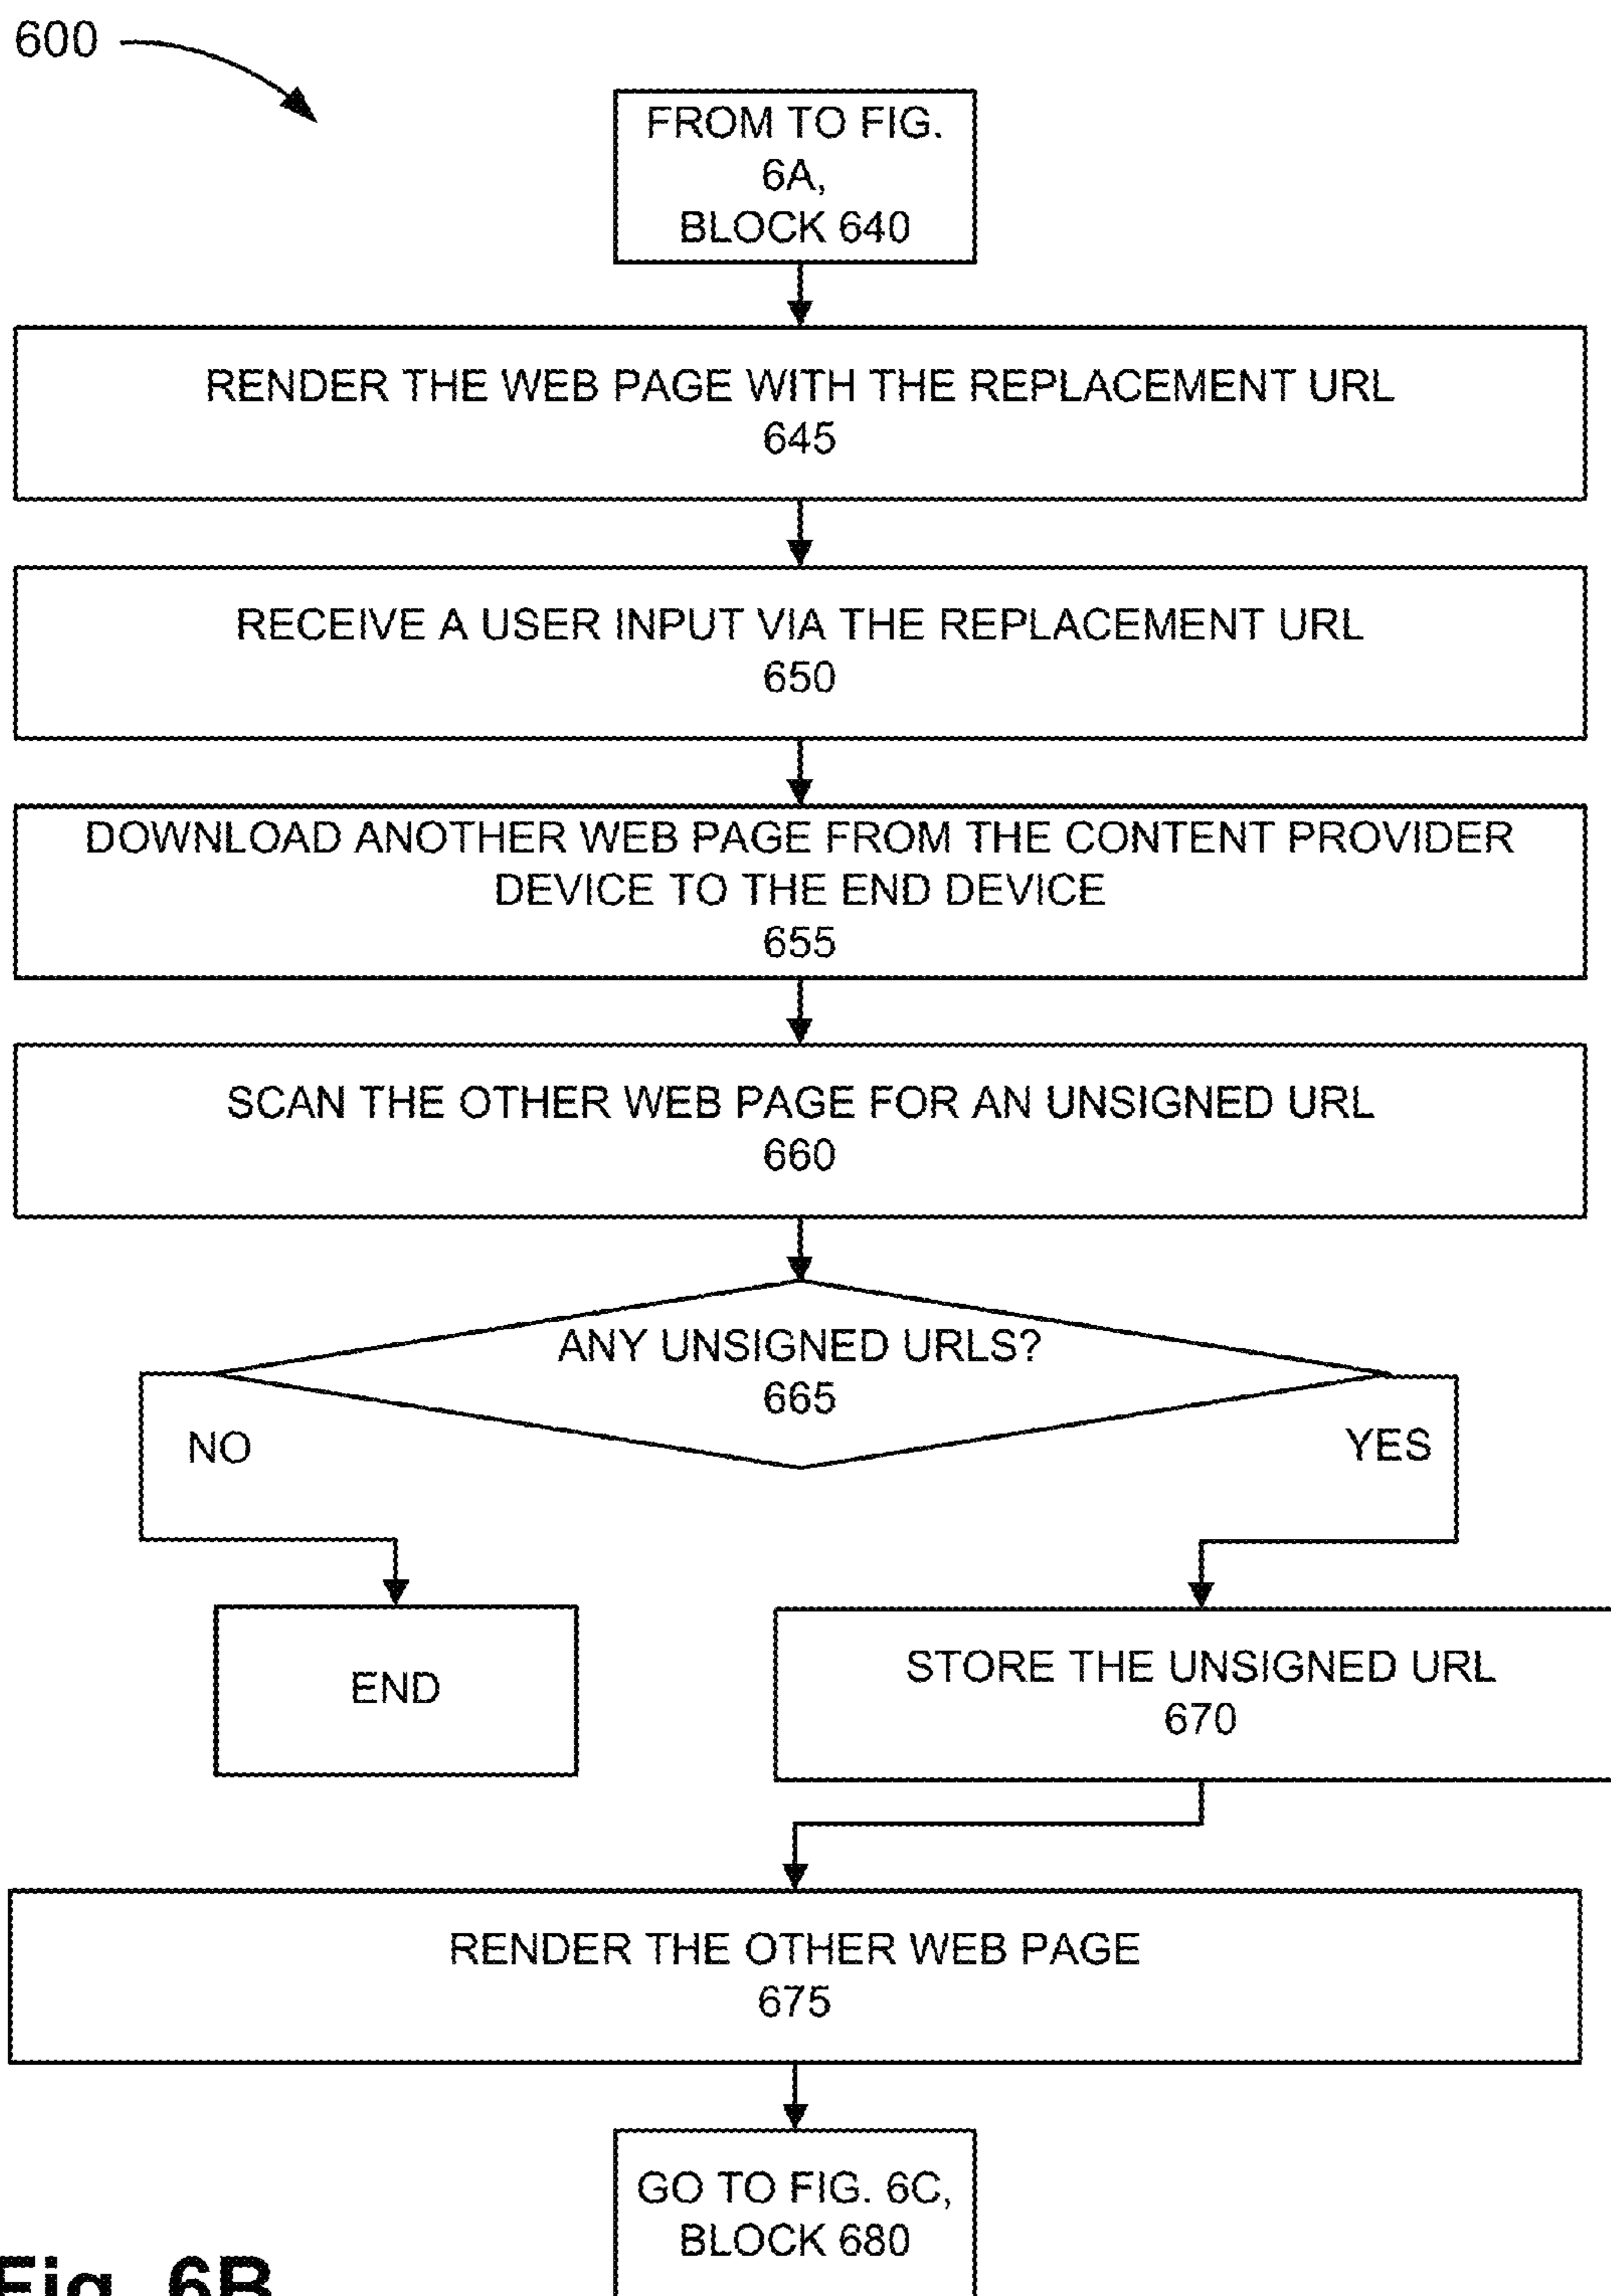 600
FROM TO FIG.
6A,
BLOCK 640
RENDER THE WEB PAGE WITH THE REPLACEMENT URL
645
RECEIVE A USER INPUT VIA THE REPLACEMENT URL
650
DOWNLOAD ANOTHER WEB PAGE FROM THE CONTENT PROVIDER
DEVICE TO THE END DEVICE
655
SCAN THE OTHER WEB PAGE FOR AN UNSIGNED URL
660
ANY UNSIGNED URLS?
665
NO
YES
END
STORE THE UNSIGNED URL
670
RENDER THE OTHER WEB PAGE
675
GO TO FIG. 6C,
BLOCK 680
Fig. 6B